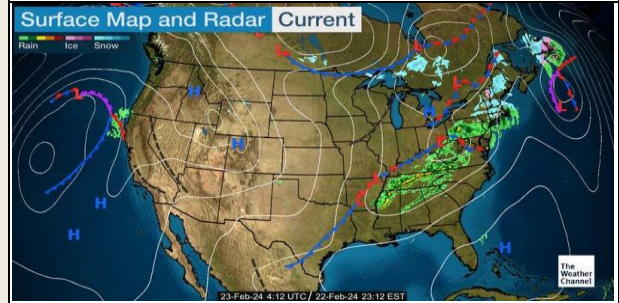 Surface Map and Radar Current
Rain Ice Snow
L
L
L
H
L
L
L
H
H
H
L
L
L
L
H
H
H
The
Weather
Channel
23-Feb-24 4:12 UTC / 22-Feb-24 23:12 EST